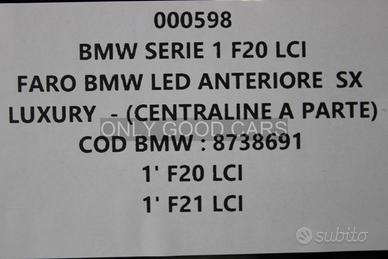 000598
BMW SERIE 1 F20 LCI
FARO BMW LED ANTERIORE SX
LUXURY - (CENTRALINE A PARTE)
ONLY GOOD CARS
COD BMW : 8738691
1' F20 LCI
1' F21 LCI
subito